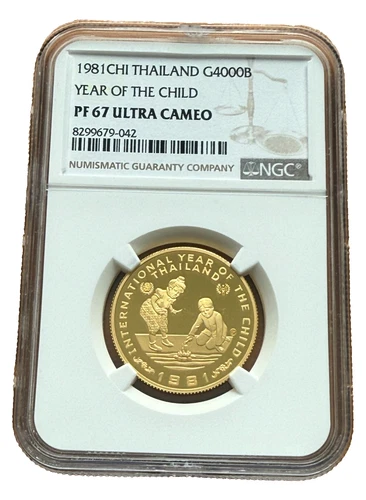 1981CHI THAILAND G4000B
YEAR OF THE CHILD
PF 67 ULTRA CAMEO
8299679-042
NUMISMATIC GUARANTY COMPANY
NGC®
INTERNATIONAL YEAR OF THE CHILD
THAILAND
1981